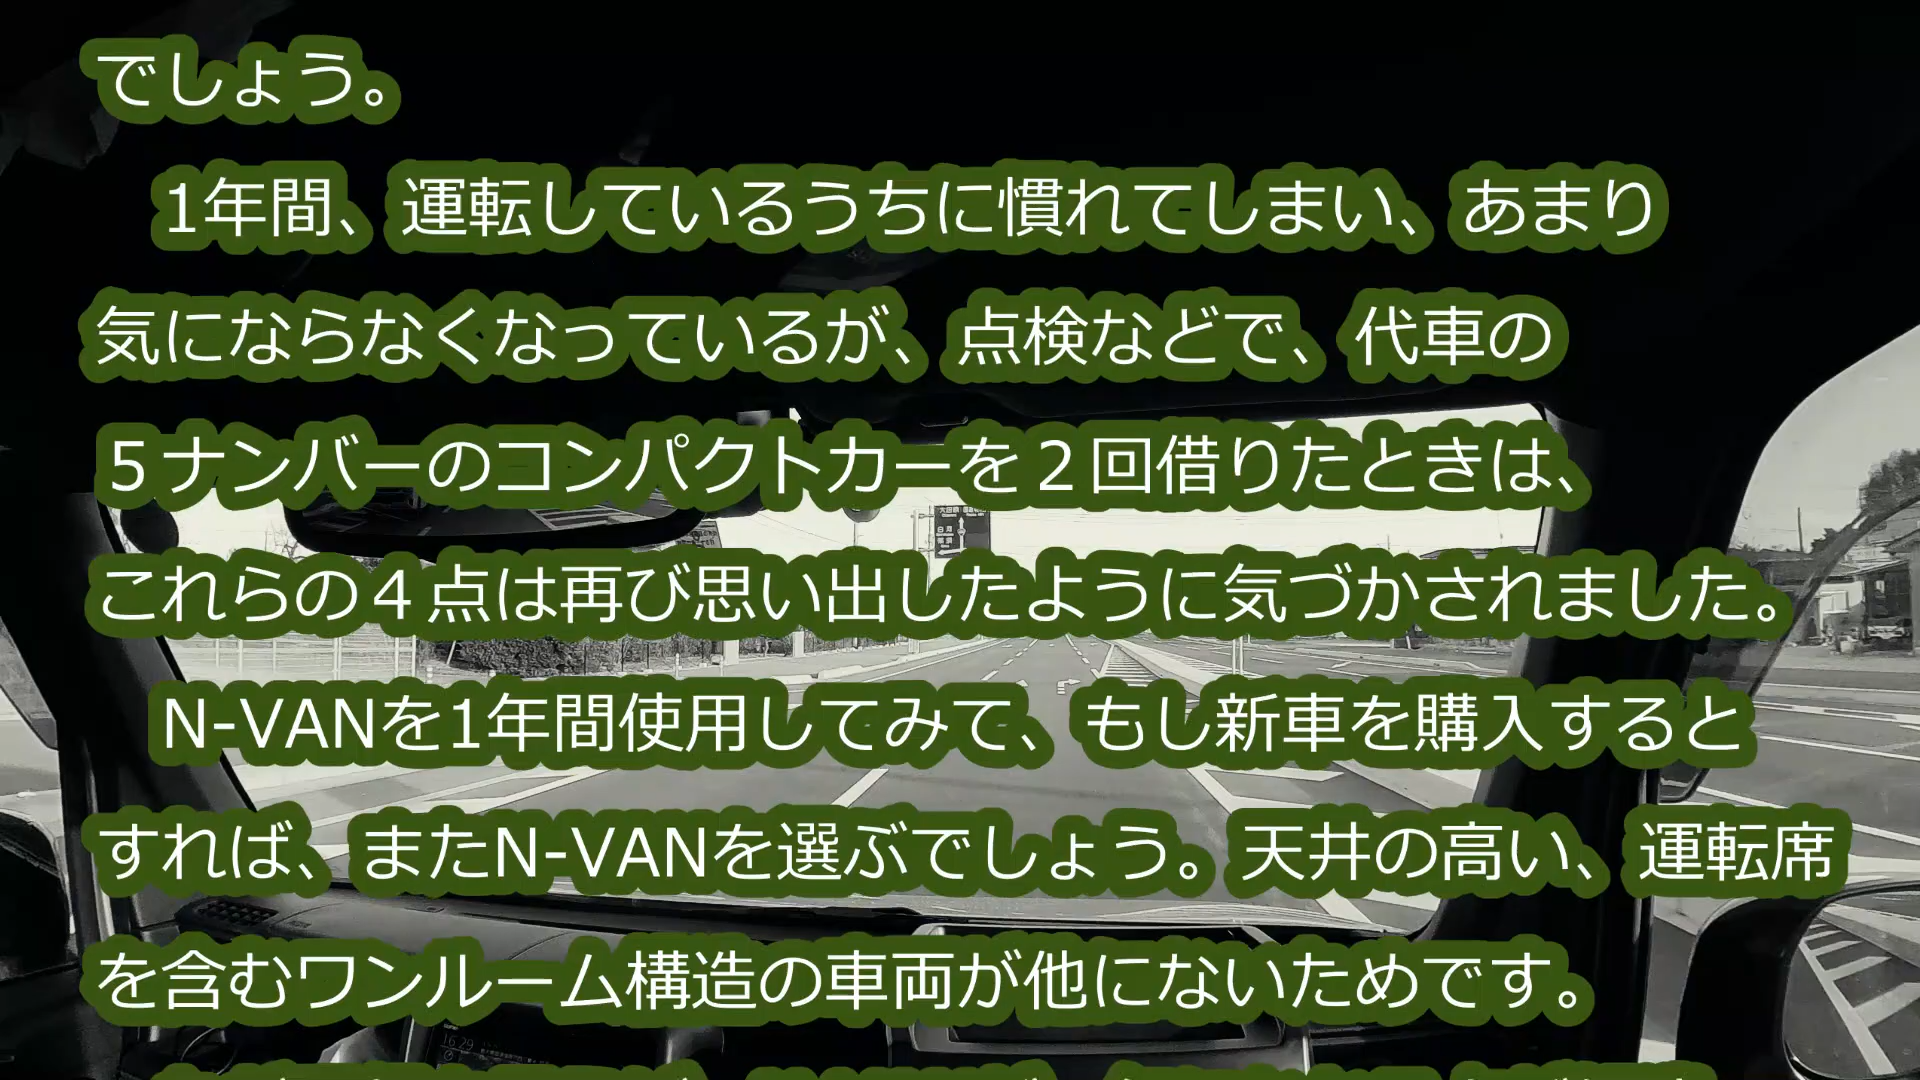 でしょう。
1年間、運転しているうちに慣れてしまい、あまり
気にならなくなっているが、点検などで、代車の
５ナンバーのコンパクトカーを２回借りたときは、
これらの４点は再び思い出したように気づかされました。
N-VANを1年間使用してみて、もし新車を購入すると
すれば、またN-VANを選ぶでしょう。天井の高い、運転席
を含むワンルーム構造の車両が他にないためです。
16:29